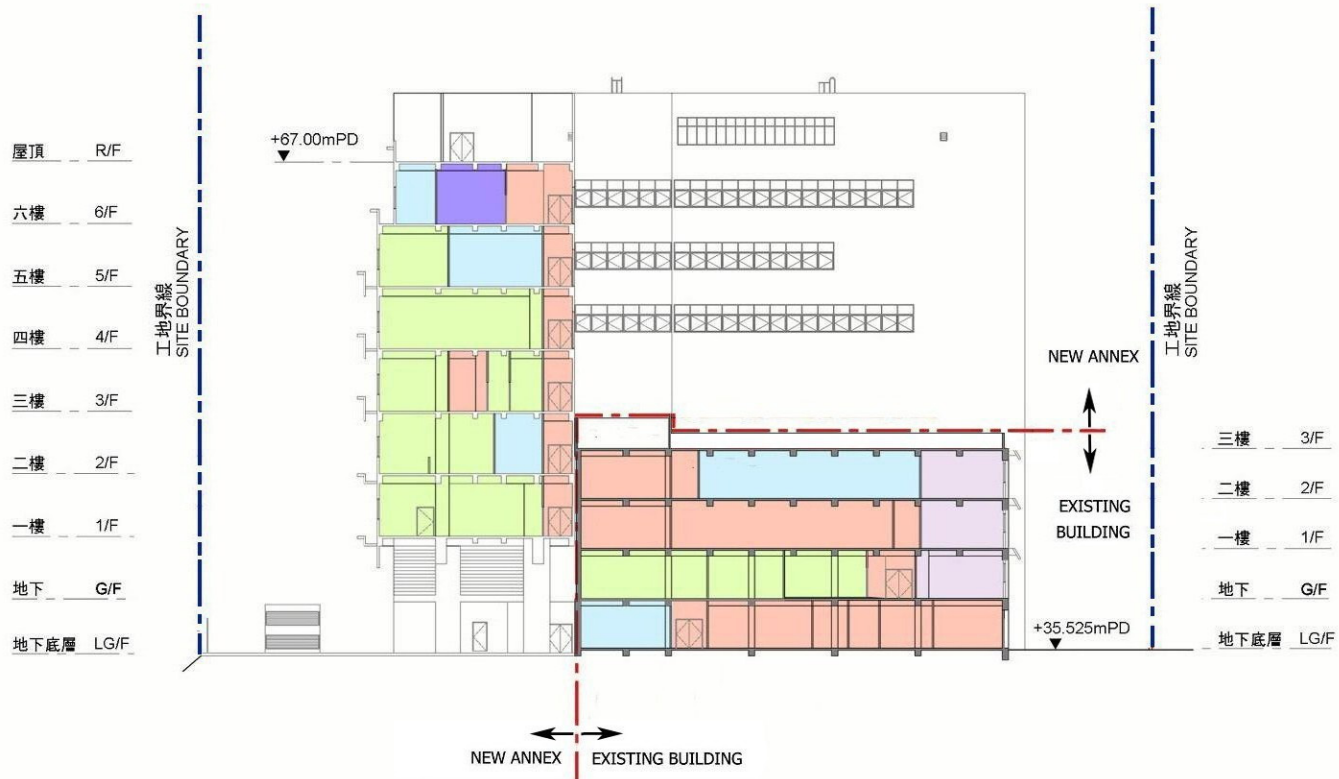 +67.00mPD
屋頂 R/F
六樓 6/F
五樓 5/F
四樓 4/F
三樓 3/F
二樓 2/F
一樓 1/F
地下 G/F
地下底層 LG/F
工地界線
SITE BOUNDARY
工地界線
SITE BOUNDARY
NEW ANNEX
EXISTING
BUILDING
三樓 3/F
二樓 2/F
一樓 1/F
地下 G/F
地下底層 LG/F
+35.525mPD
NEW ANNEX
EXISTING BUILDING